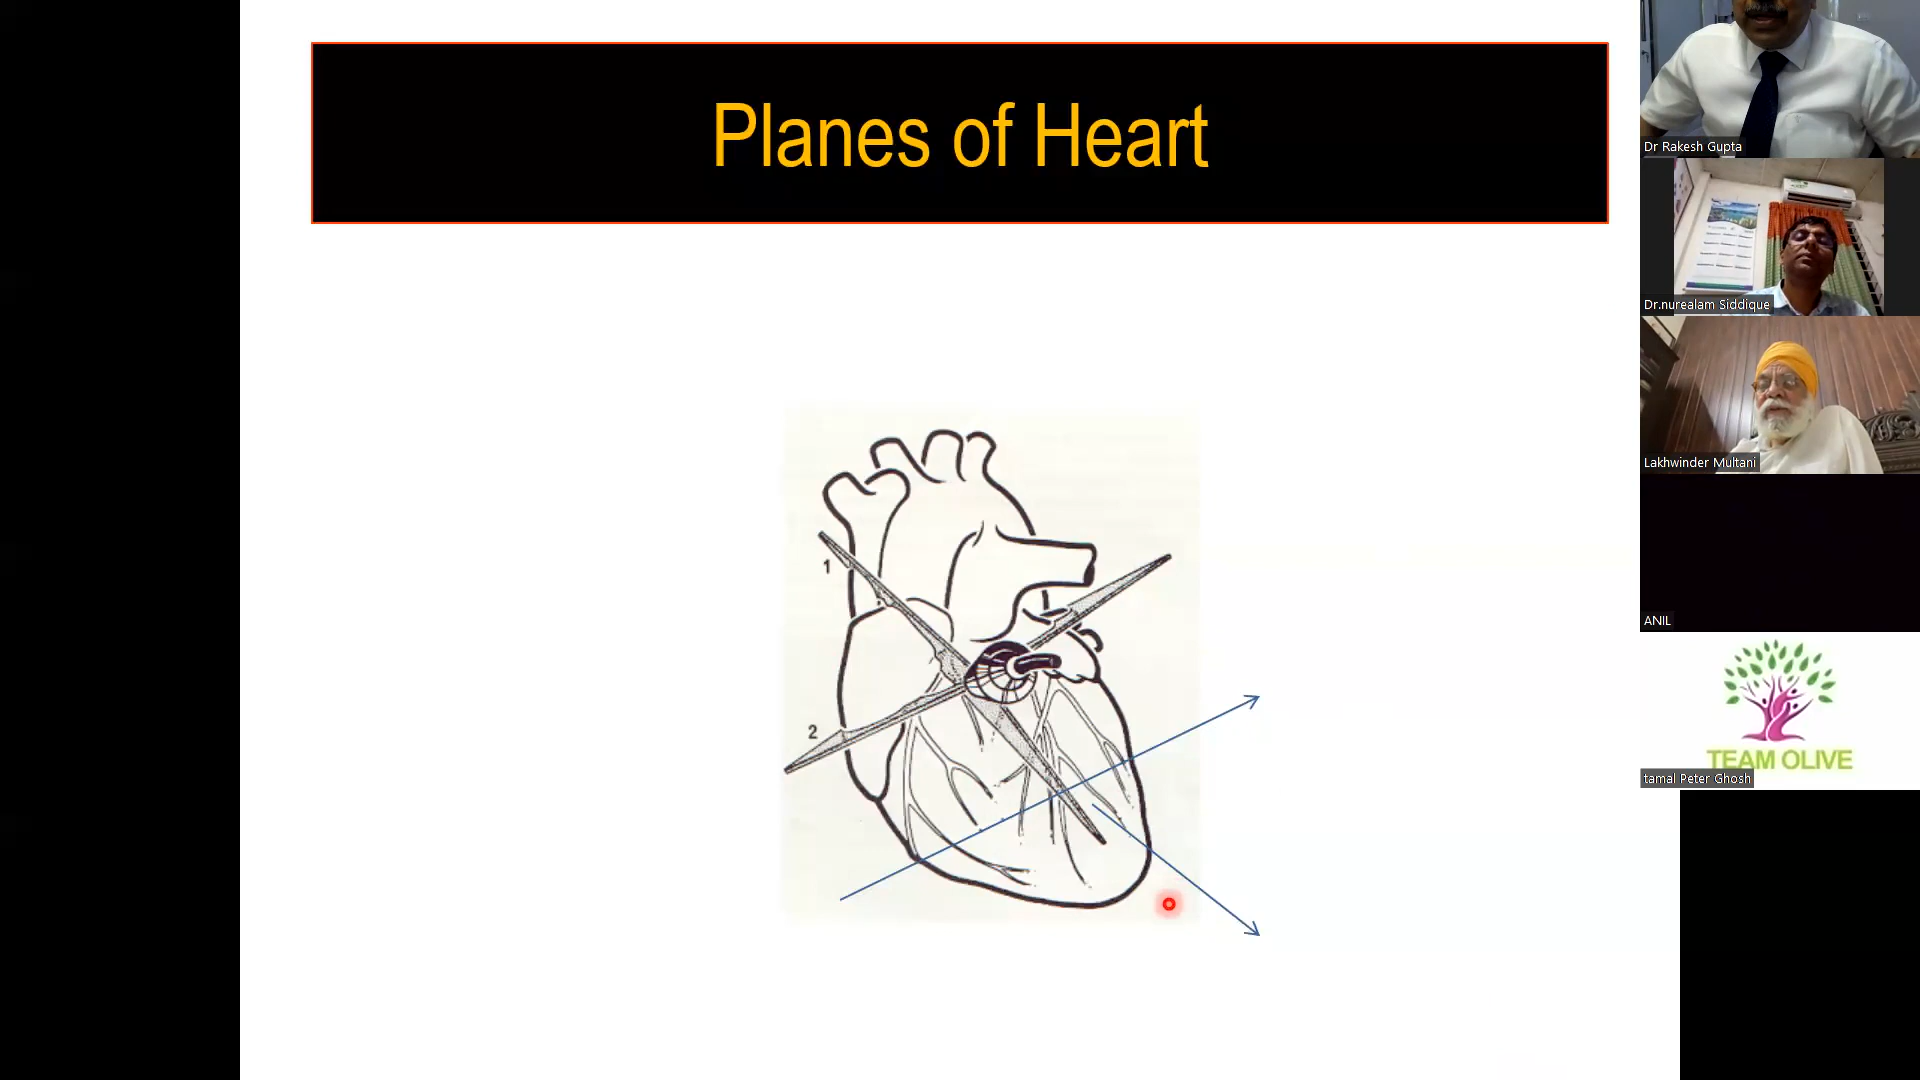 Planes of Heart
1
2
Dr Rakesh Gupta
Dr.nurealam Siddique
Lakhwinder Multani
ANIL
TEAM OLIVE
tamal Peter Ghosh